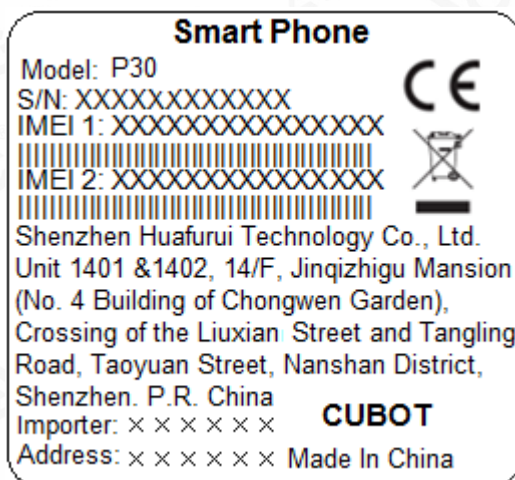 Smart Phone
Model: P30
S/N: XXXXXXXXXXXXX
IMEI 1: XXXXXXXXXXXXXXX
IMEI 2: XXXXXXXXXXXXXXX
Shenzhen Huafurui Technology Co., Ltd.
Unit 1401 &1402, 14/F, Jinqizhigu Mansion
(No. 4 Building of Chongwen Garden),
Crossing of the Liuxian Street and Tangling
Road, Taoyuan Street, Nanshan District,
Shenzhen. P.R. China
CUBOT
Importer: × × × × × ×
Address: × × × × × × Made In China
CE